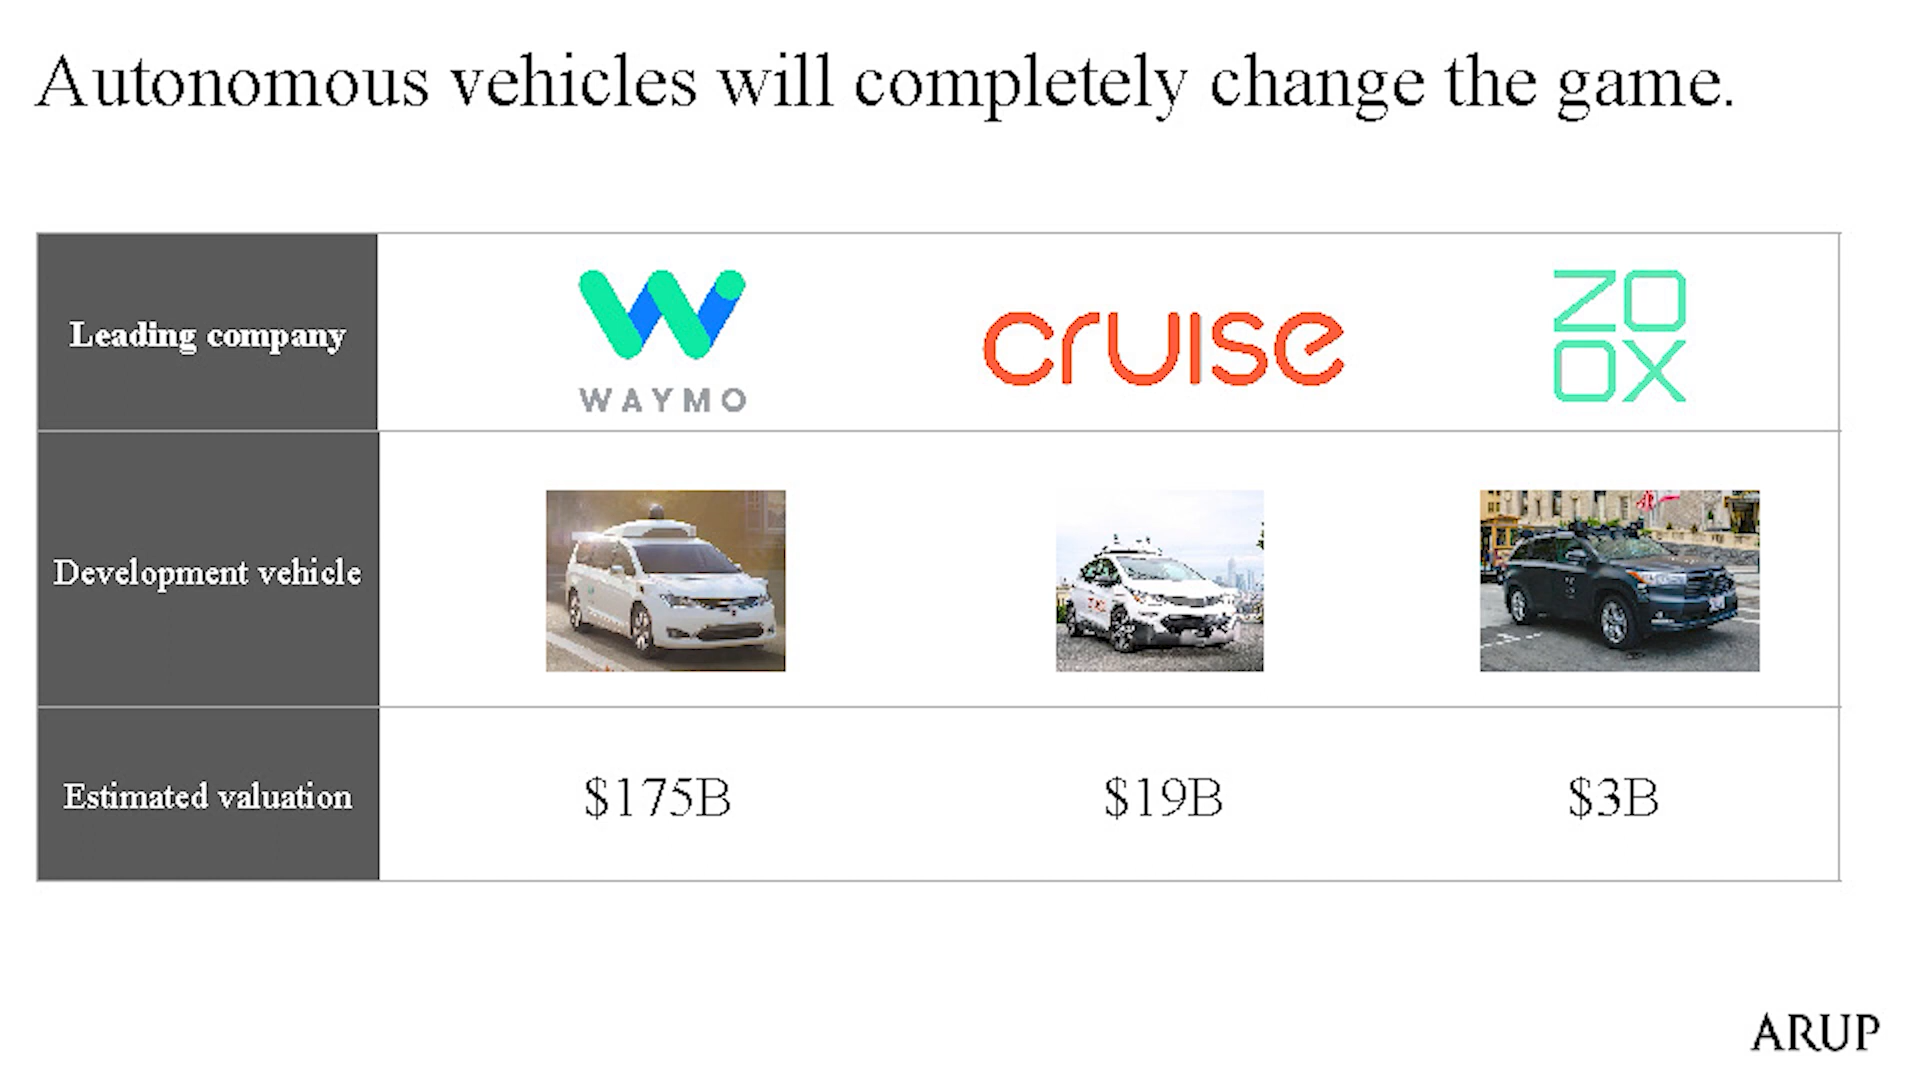 Autonomous vehicles will completely change the game.
Leading company
WAYMO
cruise
ZO
OX
Development vehicle
Estimated valuation
$175B
$19B
$3B
ARUP